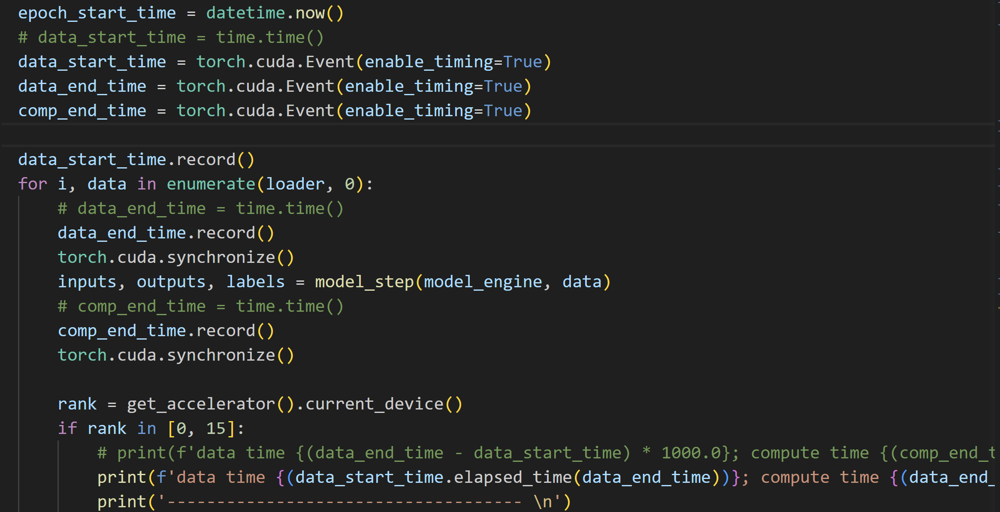 epoch_start_time = datetime.now()
# data_start_time = time.time()
data_start_time = torch.cuda.Event(enable_timing=True)
data_end_time = torch.cuda.Event(enable_timing=True)
comp_end_time = torch.cuda.Event(enable_timing=True)
data_start_time.record()
for i, data in enumerate(loader, 0):
    # data_end_time = time.time()
    data_end_time.record()
    torch.cuda.synchronize()
    inputs, outputs, labels = model_step(model_engine, data)
    # comp_end_time = time.time()
    comp_end_time.record()
    torch.cuda.synchronize()
    rank = get_accelerator().current_device()
    if rank in [0, 15]:
        # print(f'data time {(data_end_time - data_start_time) * 1000.0}; compute time {(comp_end_t
        print(f'data time {(data_start_time.elapsed_time(data_end_time))}; compute time {(data_end_
        print('------------------------------------ \n')